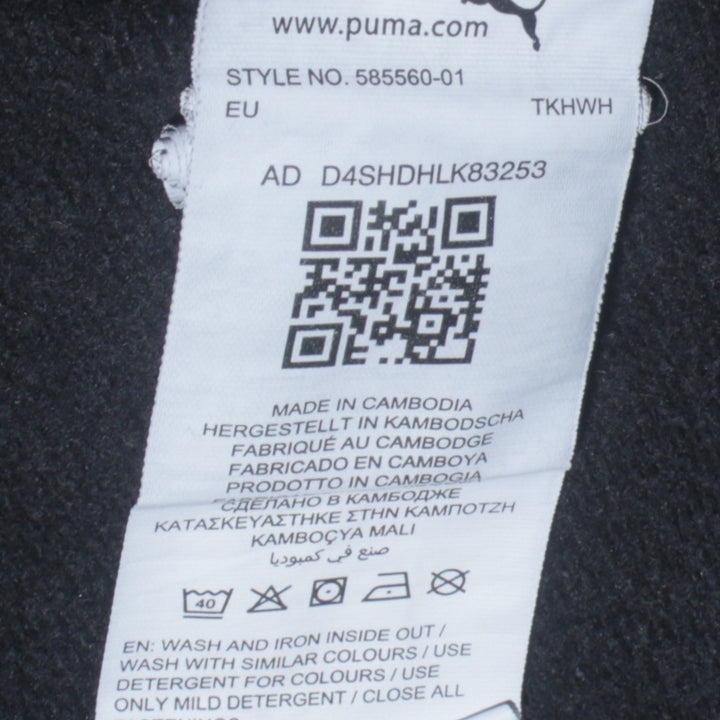 www.puma.com
STYLE NO. 585560-01
EU TKHWH
AD D4SHDHLK83253
MADE IN CAMBODIA
HERGESTELLT IN KAMBODSCHA
FABRIQUÉ AU CAMBODGE
FABRICADO EN CAMBOYA
PRODOTTO IN CAMBOGIA
СДЕЛАНО В КАМБОДЖЕ
ΚΑΤΑΣΚΕΥΑΣΤΗΚΕ ΣΤΗΝ ΚΑΜΠΟΤΖΗ
KAMBOÇYA MALI
صنع في كمبوديا
40
EN: WASH AND IRON INSIDE OUT /
WASH WITH SIMILAR COLOURS / USE
DETERGENT FOR COLOURS / USE
ONLY MILD DETERGENT / CLOSE ALL